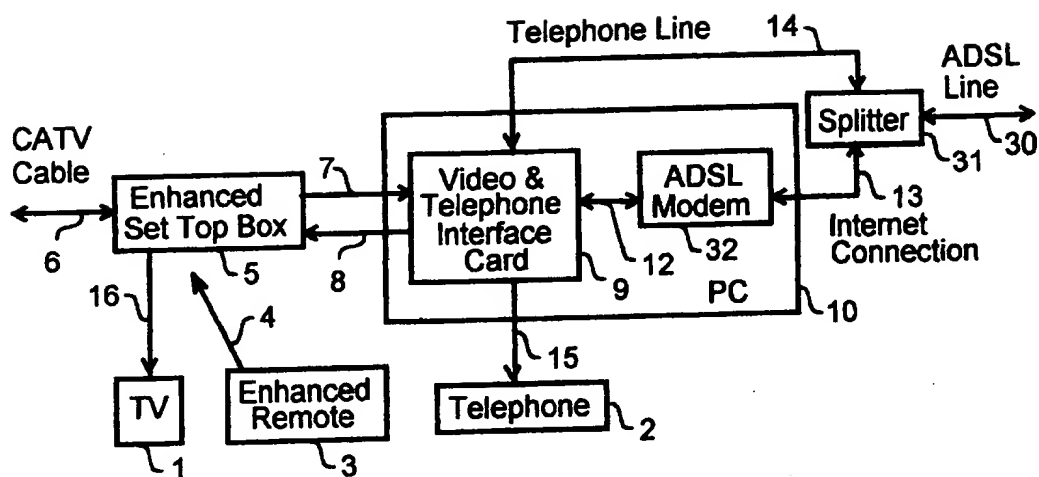 Telephone Line
14
ADSL
Line
Splitter
31
30
CATV
Cable
6
Enhanced
Set Top Box
5
7
8
Video &
Telephone
Interface
Card
9
12
ADSL
Modem
32
13
Internet
Connection
PC
10
16
4
15
TV
1
Enhanced
Remote
3
Telephone
2